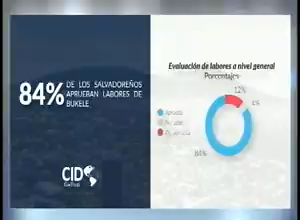 84%
DE LOS SALVADOREÑOS
APRUEBAN LABORES DE
BUKELE
CID
Gallup
Evaluación de labores a nivel general
Porcentajes
12%
4%
Aprueba
84%